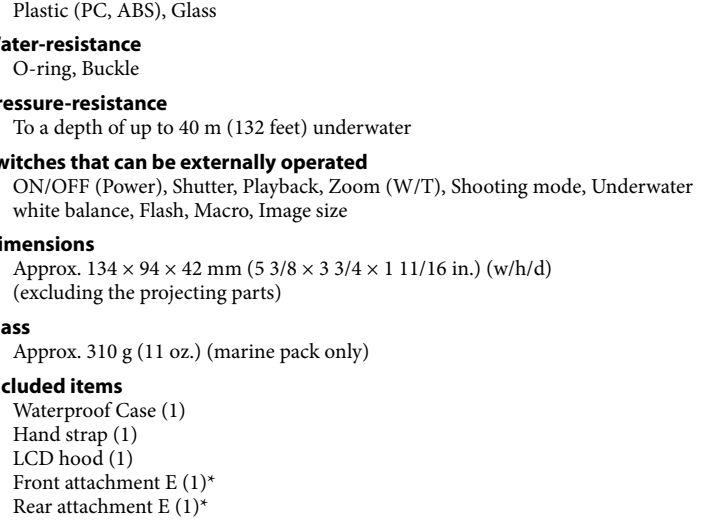 Plastic (PC, ABS), Glass
ater-resistance
O-ring, Buckle
ressure-resistance
To a depth of up to 40 m (132 feet) underwater
witches that can be externally operated
ON/OFF (Power), Shutter, Playback, Zoom (W/T), Shooting mode, Underwater
white balance, Flash, Macro, Image size
imensions
Approx. 134 × 94 × 42 mm (5 3/8 × 3 3/4 × 1 11/16 in.) (w/h/d)
(excluding the projecting parts)
ass
Approx. 310 g (11 oz.) (marine pack only)
cluded items
Waterproof Case (1)
Hand strap (1)
LCD hood (1)
Front attachment E (1)*
Rear attachment E (1)*